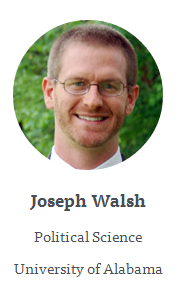 Joseph Walsh
Political Science
University of Alabama